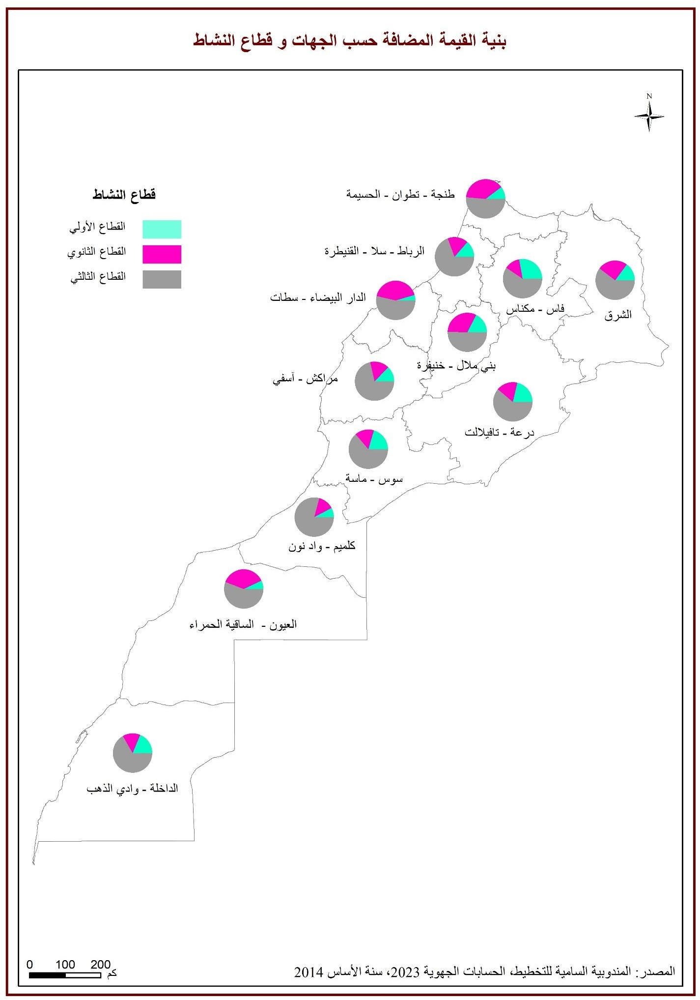 بنية القيمة المضافة حسب الجهات و قطاع النشاط
N
قطاع النشاط
القطاع الأولي
القطاع الثانوي
القطاع الثالثي
طنجة - تطوان - الحسيمة
الرباط - سلا - القنيطرة
الدار البيضاء - سطات
فاس - مكناس
الشرق
بني ملال - خنيفرة
مراكش - آسفي
درعة - تافيلالت
سوس - ماسة
كلميم - واد نون
العيون - الساقية الحمراء
الداخلة - وادي الذهب
0 100 200
كم
المصدر: المندوبية السامية للتخطيط، الحسابات الجهوية 2023، سنة الأساس 2014